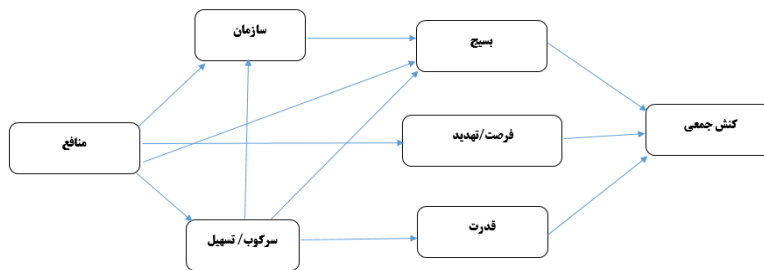 سازمان
بسیج
منافع
فرصت/تهدید
کنش جمعی
سرکوب/ تسهیل
قدرت